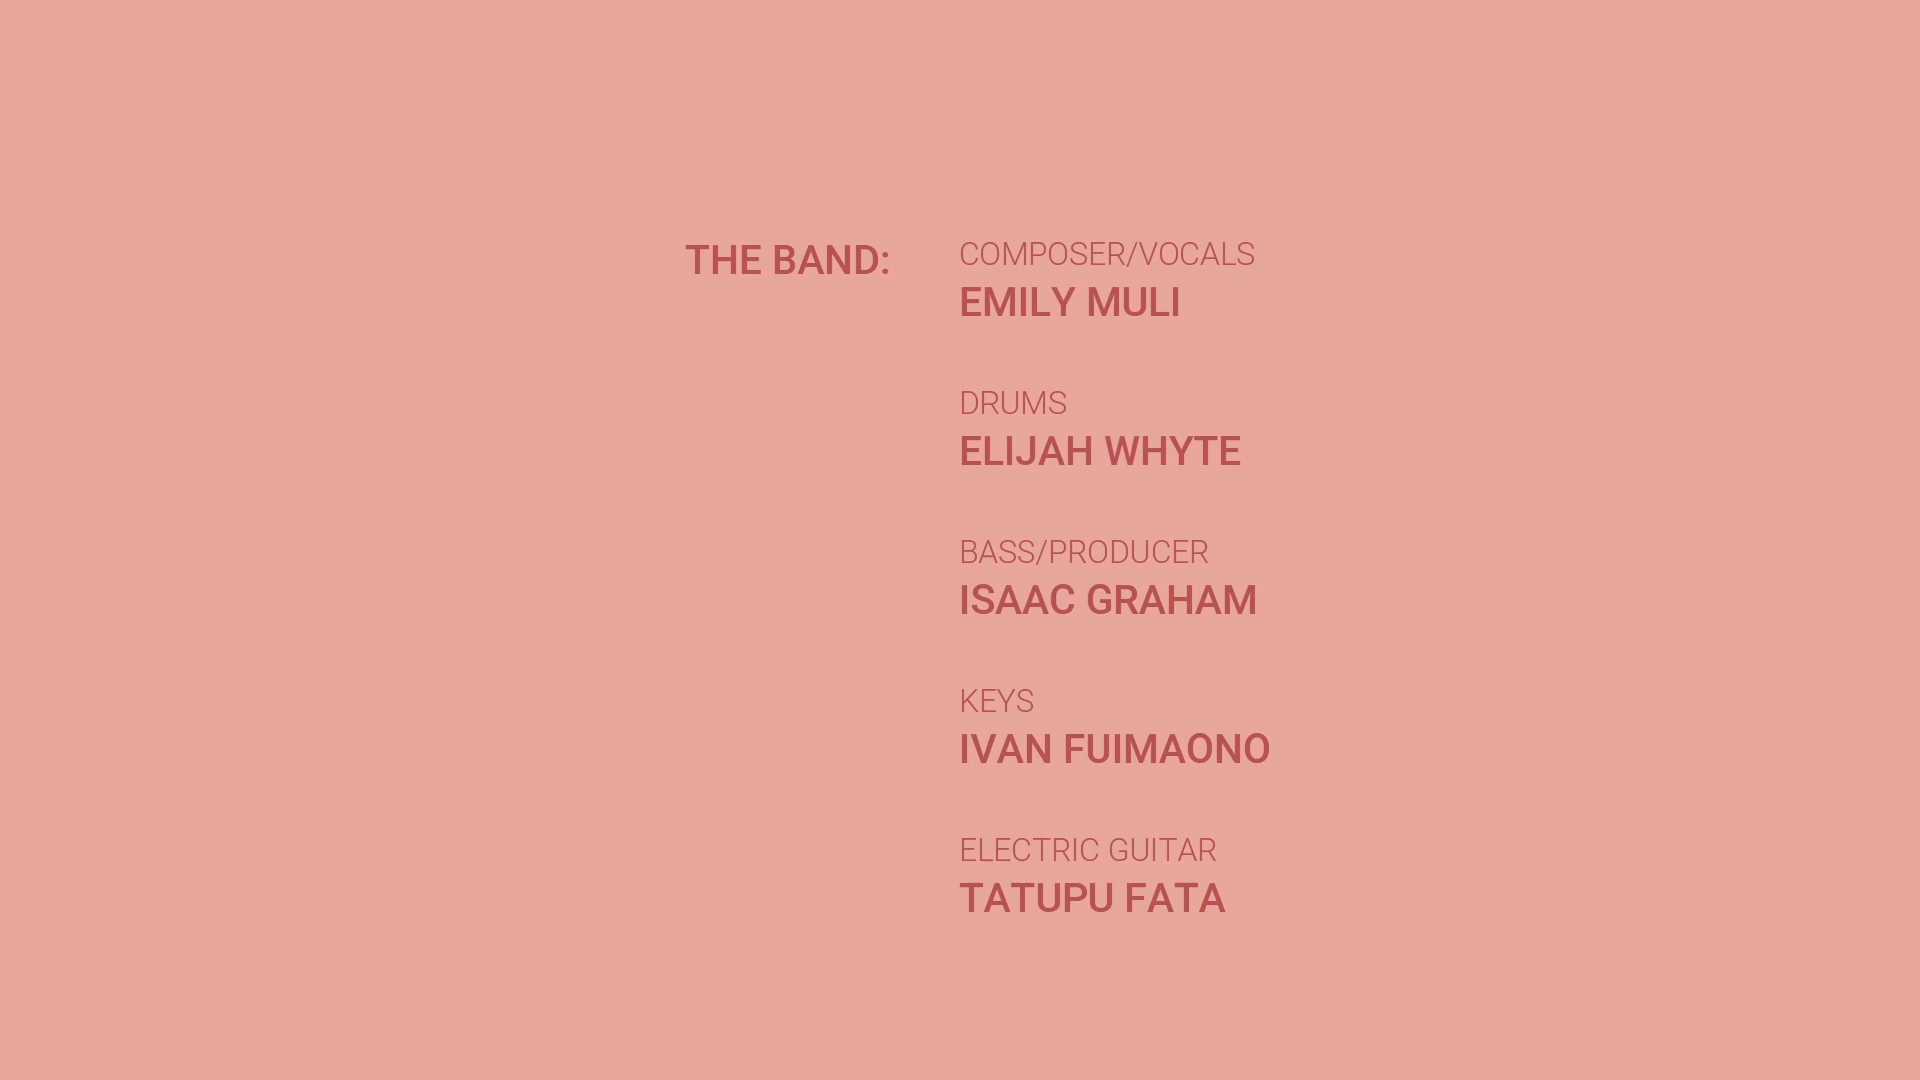 THE BAND:
COMPOSER/VOCALS
EMILY MULI
DRUMS
ELIJAH WHYTE
BASS/PRODUCER
ISAAC GRAHAM
KEYS
IVAN FUIMAONO
ELECTRIC GUITAR
TATUPU FATA